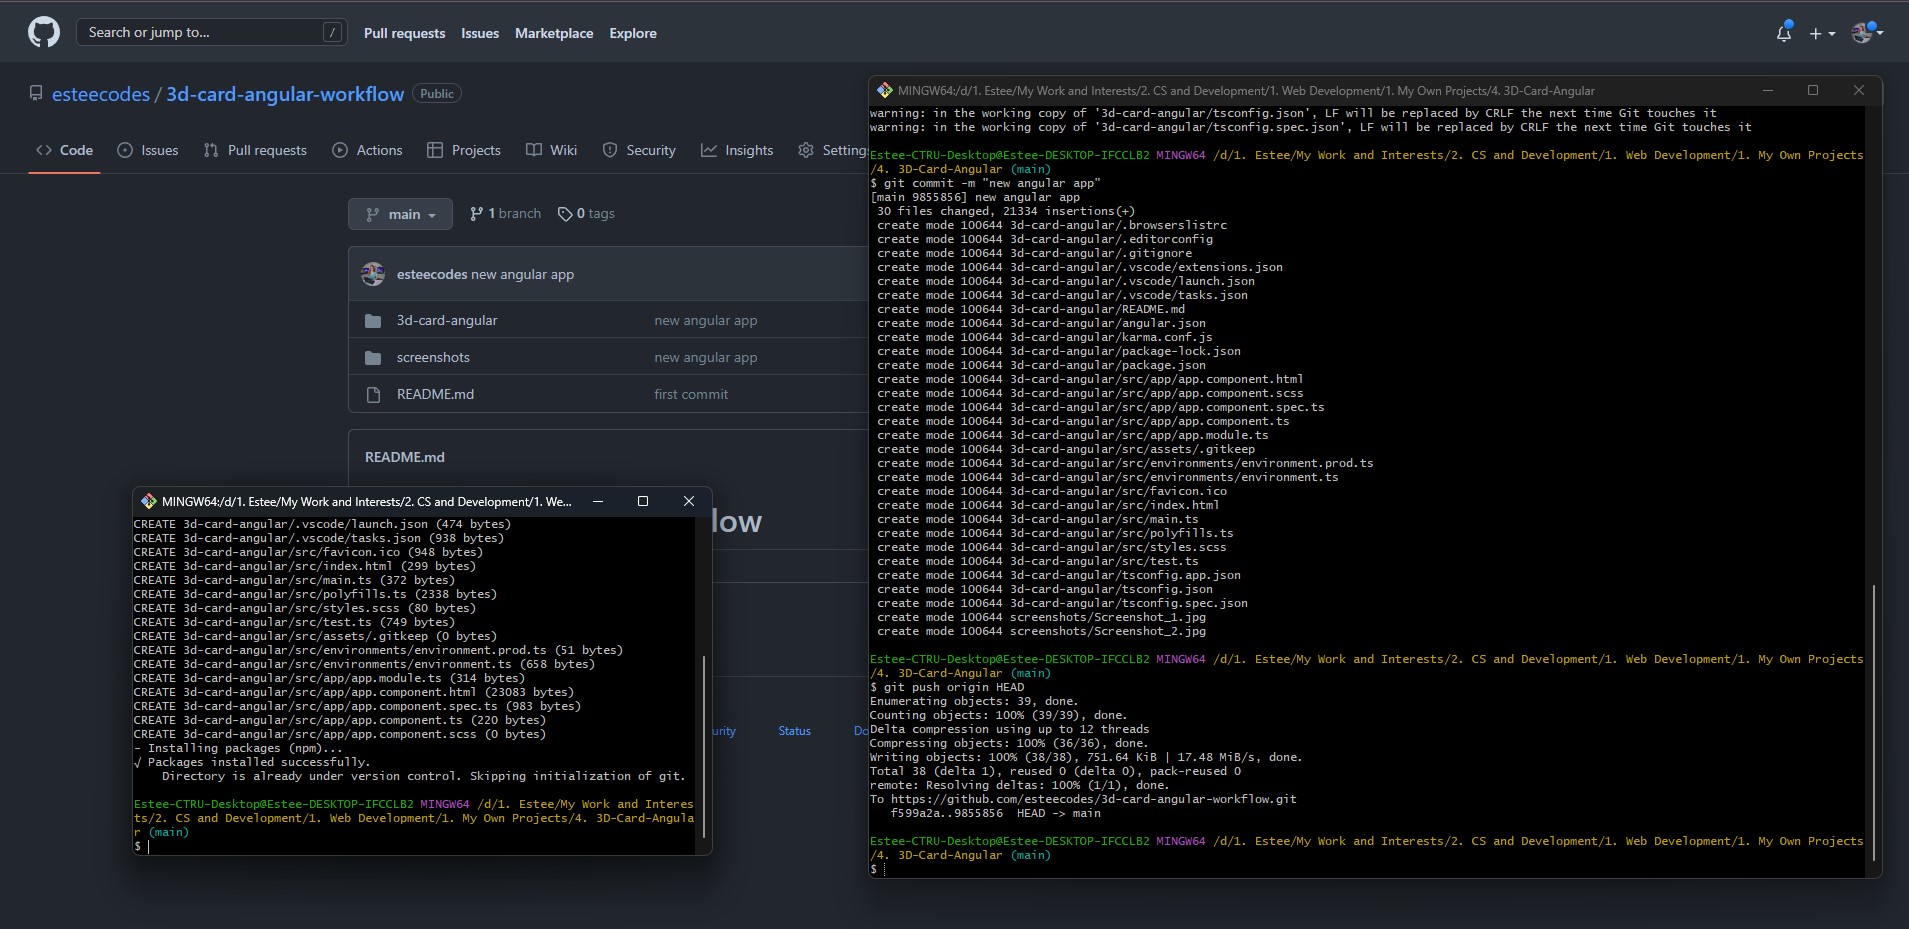 Search or jump to...
/
Pull requests
Issues
Marketplace
Explore
esteecodes / 3d-card-angular-workflow
Public
Code
Issues
Pull requests
Actions
Projects
Wiki
Security
Insights
Settings
main
1 branch
0 tags
esteecodes new angular app
3d-card-angular new angular app
screenshots new angular app
README.md first commit
README.md
low
urity
Status
Do
MINGW64:/d/1. Estee/My Work and Interests/2. CS and Development/1. We...
CREATE 3d-card-angular/.vscode/launch.json (474 bytes)
CREATE 3d-card-angular/.vscode/tasks.json (938 bytes)
CREATE 3d-card-angular/src/favicon.ico (948 bytes)
CREATE 3d-card-angular/src/index.html (299 bytes)
CREATE 3d-card-angular/src/main.ts (372 bytes)
CREATE 3d-card-angular/src/polyfills.ts (2338 bytes)
CREATE 3d-card-angular/src/styles.scss (80 bytes)
CREATE 3d-card-angular/src/test.ts (749 bytes)
CREATE 3d-card-angular/src/assets/.gitkeep (0 bytes)
CREATE 3d-card-angular/src/environments/environment.prod.ts (51 bytes)
CREATE 3d-card-angular/src/environments/environment.ts (658 bytes)
CREATE 3d-card-angular/src/app/app.module.ts (314 bytes)
CREATE 3d-card-angular/src/app/app.component.html (23083 bytes)
CREATE 3d-card-angular/src/app/app.component.spec.ts (983 bytes)
CREATE 3d-card-angular/src/app/app.component.ts (220 bytes)
CREATE 3d-card-angular/src/app/app.component.scss (0 bytes)
- Installing packages (npm)...
√ Packages installed successfully.
Directory is already under version control. Skipping initialization of git.
Estee-CTRU-Desktop@Estee-DESKTOP-IFCCLB2 MINGW64 /d/1. Estee/My Work and Interes
ts/2. CS and Development/1. Web Development/1. My Own Projects/4. 3D-Card-Angula
r (main)
$
MINGW64:/d/1. Estee/My Work and Interests/2. CS and Development/1. Web Development/1. My Own Projects/4. 3D-Card-Angular
warning: in the working copy of '3d-card-angular/tsconfig.json', LF will be replaced by CRLF the next time Git touches it
warning: in the working copy of '3d-card-angular/tsconfig.spec.json', LF will be replaced by CRLF the next time Git touches it
Estee-CTRU-Desktop@Estee-DESKTOP-IFCCLB2 MINGW64 /d/1. Estee/My Work and Interests/2. CS and Development/1. Web Development/1. My Own Projects
/4. 3D-Card-Angular (main)
$ git commit -m "new angular app"
[main 9855856] new angular app
30 files changed, 21334 insertions(+)
create mode 100644 3d-card-angular/.browserslistrc
create mode 100644 3d-card-angular/.editorconfig
create mode 100644 3d-card-angular/.gitignore
create mode 100644 3d-card-angular/.vscode/extensions.json
create mode 100644 3d-card-angular/.vscode/launch.json
create mode 100644 3d-card-angular/.vscode/tasks.json
create mode 100644 3d-card-angular/README.md
create mode 100644 3d-card-angular/angular.json
create mode 100644 3d-card-angular/karma.conf.js
create mode 100644 3d-card-angular/package-lock.json
create mode 100644 3d-card-angular/package.json
create mode 100644 3d-card-angular/src/app/app.component.html
create mode 100644 3d-card-angular/src/app/app.component.scss
create mode 100644 3d-card-angular/src/app/app.component.spec.ts
create mode 100644 3d-card-angular/src/app/app.component.ts
create mode 100644 3d-card-angular/src/app/app.module.ts
create mode 100644 3d-card-angular/src/assets/.gitkeep
create mode 100644 3d-card-angular/src/environments/environment.prod.ts
create mode 100644 3d-card-angular/src/environments/environment.ts
create mode 100644 3d-card-angular/src/favicon.ico
create mode 100644 3d-card-angular/src/index.html
create mode 100644 3d-card-angular/src/main.ts
create mode 100644 3d-card-angular/src/polyfills.ts
create mode 100644 3d-card-angular/src/styles.scss
create mode 100644 3d-card-angular/src/test.ts
create mode 100644 3d-card-angular/tsconfig.app.json
create mode 100644 3d-card-angular/tsconfig.json
create mode 100644 3d-card-angular/tsconfig.spec.json
create mode 100644 screenshots/Screenshot_1.jpg
create mode 100644 screenshots/Screenshot_2.jpg
Estee-CTRU-Desktop@Estee-DESKTOP-IFCCLB2 MINGW64 /d/1. Estee/My Work and Interests/2. CS and Development/1. Web Development/1. My Own Projects
/4. 3D-Card-Angular (main)
$ git push origin HEAD
Enumerating objects: 39, done.
Counting objects: 100% (39/39), done.
Delta compression using up to 12 threads
Compressing objects: 100% (36/36), done.
Writing objects: 100% (38/38), 751.64 KiB | 17.48 MiB/s, done.
Total 38 (delta 1), reused 0 (delta 0), pack-reused 0
remote: Resolving deltas: 100% (1/1), done.
To https://github.com/esteecodes/3d-card-angular-workflow.git
f599a2a..9855856 HEAD -> main
Estee-CTRU-Desktop@Estee-DESKTOP-IFCCLB2 MINGW64 /d/1. Estee/My Work and Interests/2. CS and Development/1. Web Development/1. My Own Projects
/4. 3D-Card-Angular (main)
$